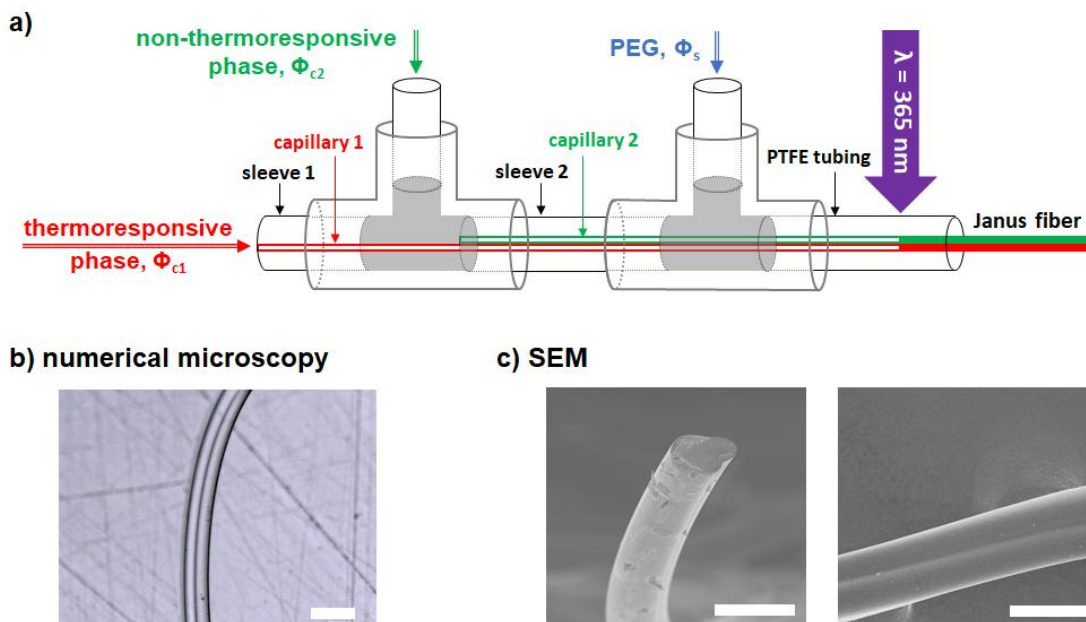 a)
non-thermoresponsive
phase, Φc2
PEG, Φs
λ = 365 nm
capillary 1
capillary 2
sleeve 1
sleeve 2
PTFE tubing
thermoresponsive
phase, Φc1
Janus fiber
b) numerical microscopy
c) SEM